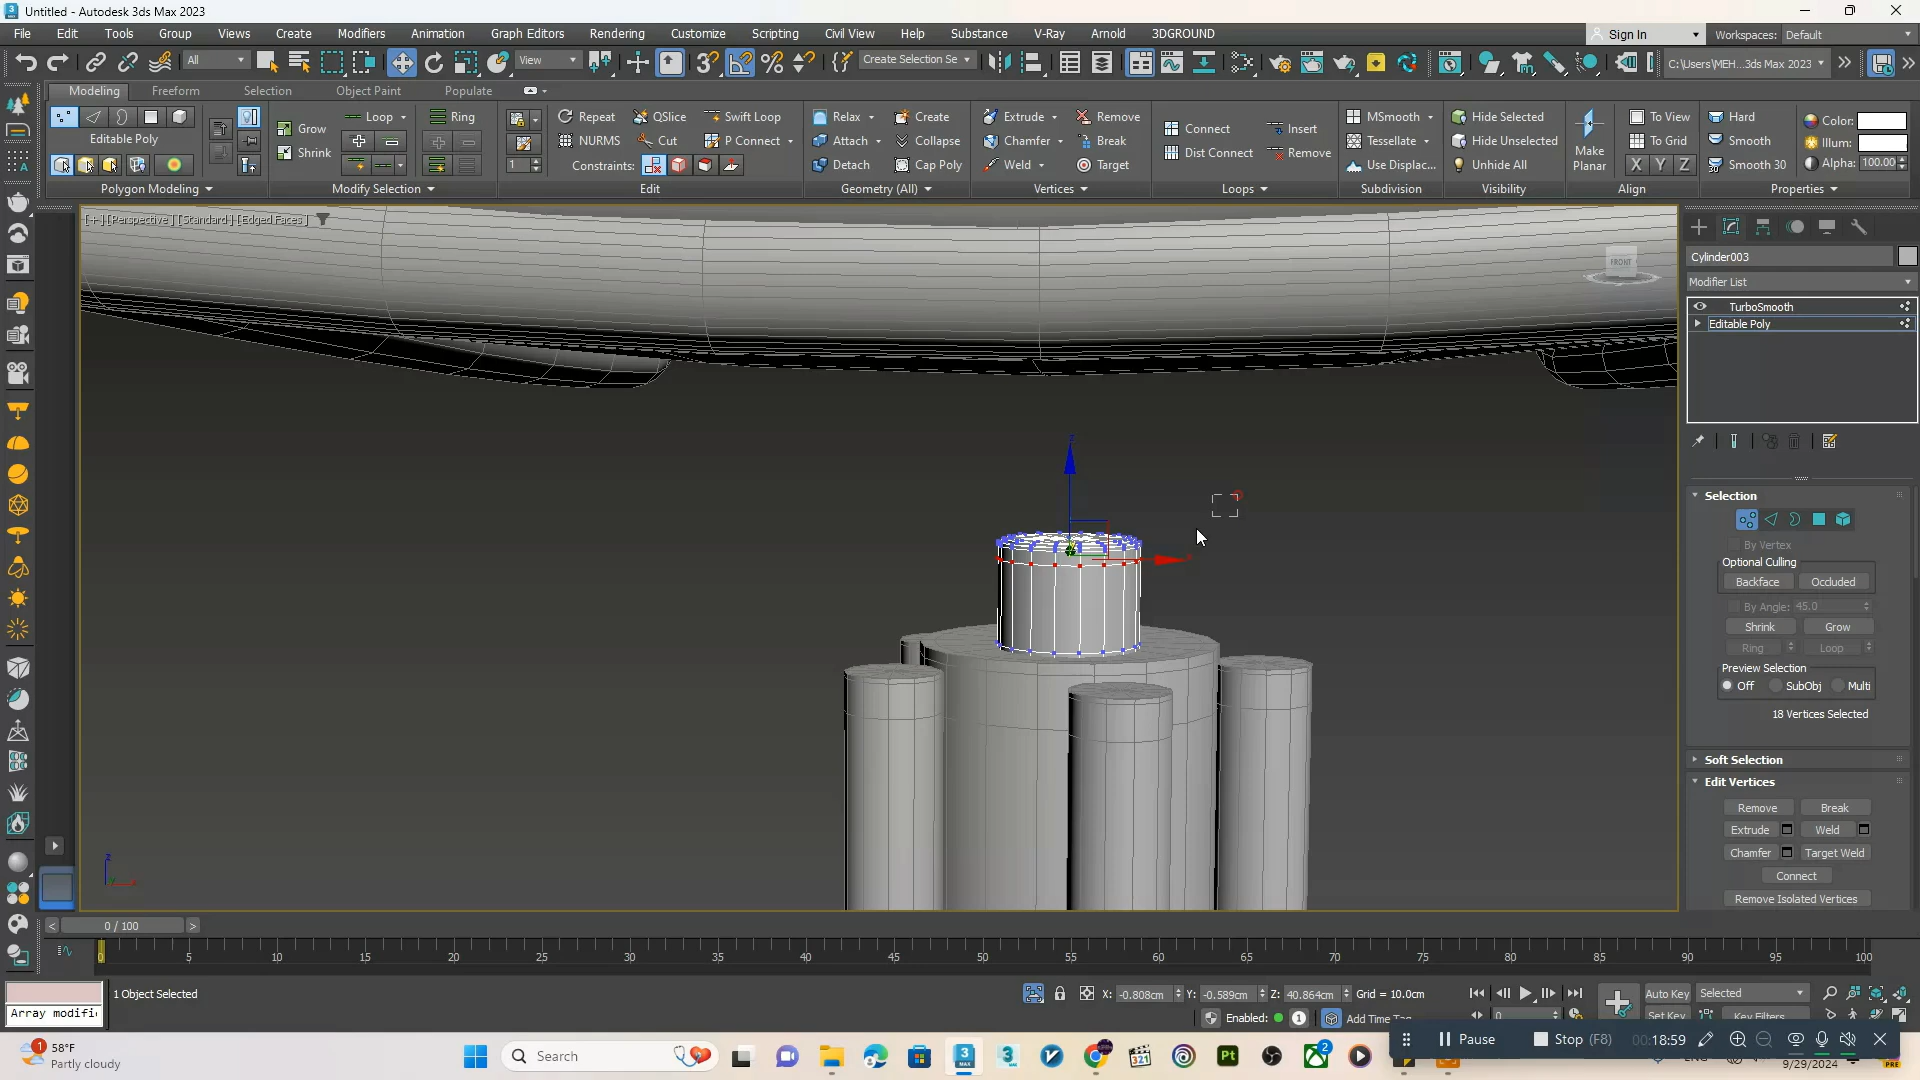 Untitled - Autodesk 3ds Max 2023
File Edit Tools Group Views Create Modifiers Animation Graph Editors Rendering Customize Scripting Civil View Help Substance V-Ray Arnold 3DGROUND
Sign In Workspaces: Default
All View Create Selection Se C:\Users\MEH...3ds Max 2023
Modeling Freeform Selection Object Paint Populate
Grow Loop Ring Repeat QSlice Swift Loop Relax Create Extrude Remove Connect Insert MSmooth Hide Selected To View Hard Color:
Polygon Modeling Shrink NURMS Cut P Connect Attach Collapse Chamfer Break Dist Connect Remove Tessellate Hide Unselected Make Planar To Grid Smooth Illum:
1 Constraints: Detach Cap Poly Weld Target Use Displac... Unhide All X Y Z Smooth 30 Alpha: 100.00
Polygon Modeling Modify Selection Edit Geometry (All) Vertices Loops Subdivision Visibility Align Properties
[+] [Perspective] [Standard] [Edged Faces]
FRONT
Cylinder003
Modifier List
TurboSmooth
Editable Poly
Selection
By Vertex
Optional Culling
Backface Occluded
By Angle: 45.0
Shrink Grow
Ring Loop
Preview Selection
Off SubObj Multi
18 Vertices Selected
Soft Selection
Edit Vertices
Remove Break
Extrude Weld
Chamfer Target Weld
Connect
Remove Isolated Vertices
0 / 100
0 5 10 15 20 25 30 35 40 45 50 55 60 65 70 75 80 85 90 95 100
1 Object Selected
X: -0.808cm Y: -0.589cm Z: 40.864cm Grid = 10.0cm
Auto Key Selected
Array modifi
Enabled: 1 Add Time Tag
0 Set Key Key Filters...
58°F
Partly cloudy
Search
Pause Stop (F8) 00:18:59
9/29/2024